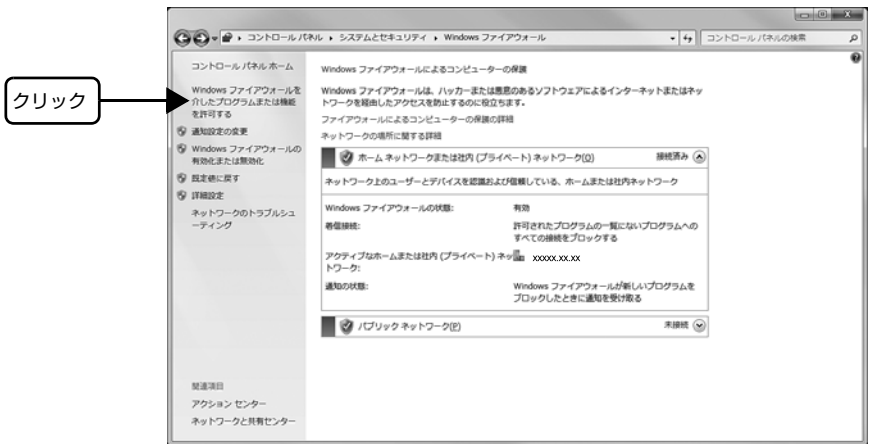 コントロール パネル ▸ システムとセキュリティ ▸ Windows ファイアウォール
コントロール パネルの検索
クリック
コントロール パネル ホーム
Windows ファイアウォールを
介したプログラムまたは機能
を許可する
通知設定の変更
Windows ファイアウォールの
有効化または無効化
既定値に戻す
詳細設定
ネットワークのトラブルシュ
ーティング
Windows ファイアウォールによるコンピューターの保護
Windows ファイアウォールは、ハッカーまたは悪意のあるソフトウェアによるインターネットまたはネッ
トワークを経由したアクセスを防止するのに役立ちます。
ファイアウォールによるコンピューターの保護の詳細
ネットワークの場所に関する詳細
ホーム ネットワークまたは社内 (プライベート) ネットワーク(O) 接続済み
ネットワーク上のユーザーとデバイスを認識および信頼している、ホームまたは社内ネットワーク
Windows ファイアウォールの状態: 有効
着信接続: 許可されたプログラムの一覧にないプログラムへの
すべての接続をブロックする
アクティブなホームまたは社内 (プライベート) ネッ xxxxx.xx.xx
トワーク:
通知の状態: Windows ファイアウォールが新しいプログラムを
ブロックしたときに通知を受け取る
パブリック ネットワーク(P) 未接続
関連項目
アクション センター
ネットワークと共有センター